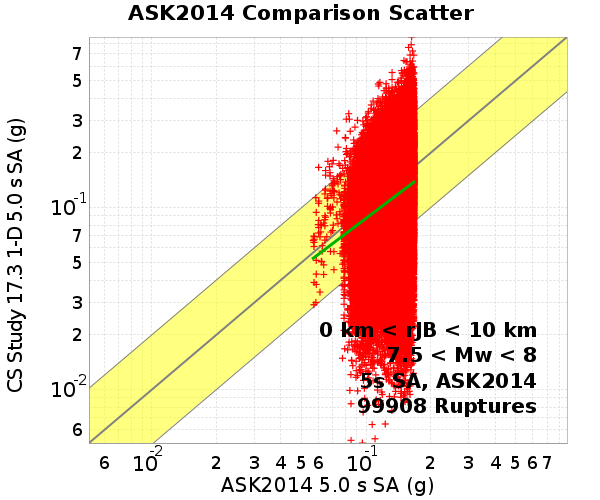 ASK2014 Comparison Scatter
CS Study 17.3 1-D 5.0 s SA (g)
7
5
3
2
10-1
7
5
3
2
10-2
6
0 km < rJB < 10 km
7.5 < Mw < 8
5s SA, ASK2014
99908 Ruptures
6 10-2 2 3 4 5 6 10-1 2 3 4 5 6 7
ASK2014 5.0 s SA (g)